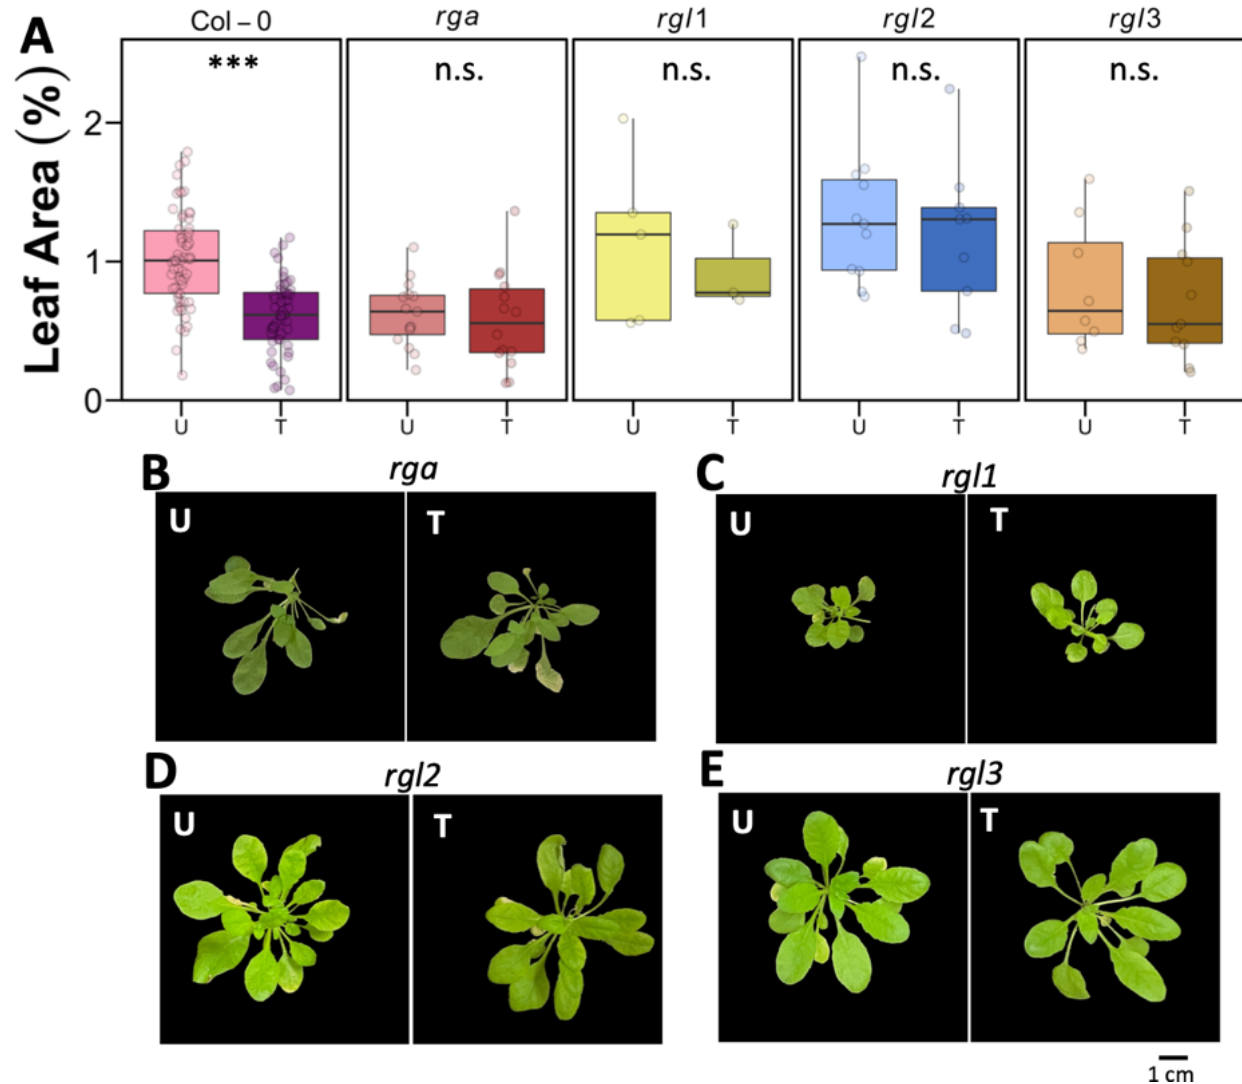 A
Col – 0 rga rgl1 rgl2 rgl3
*** n.s. n.s. n.s. n.s.
Leaf Area (%)
2
1
0
U T U T U T U T U T
B rga
U T
C rgl1
U T
D rgl2
U T
E rgl3
U T
1 cm